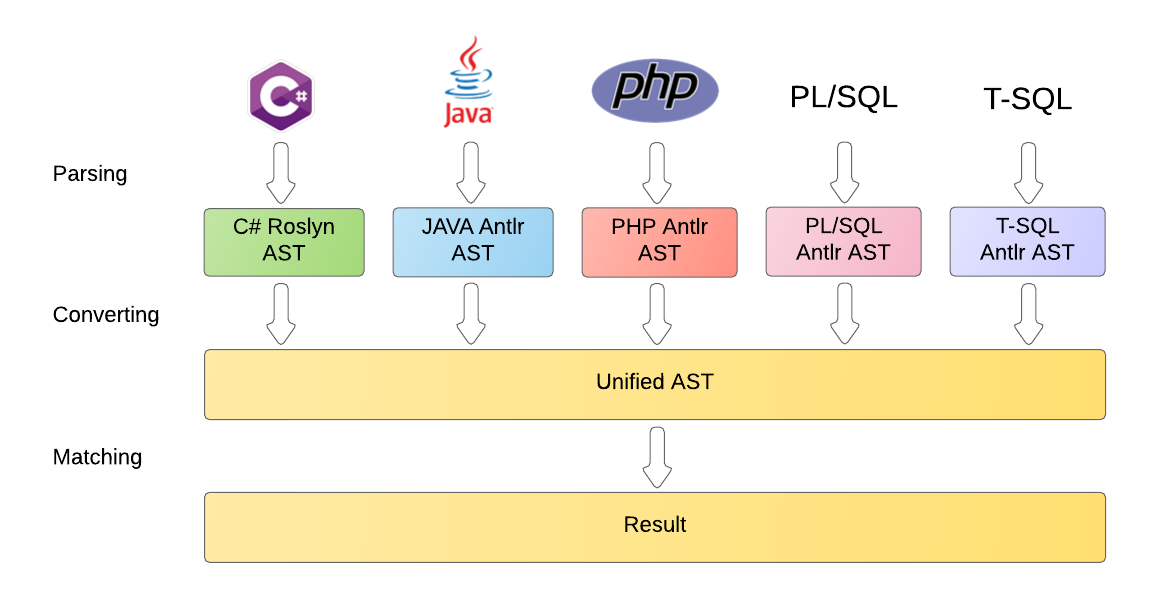 C#
Java
php
PL/SQL
T-SQL
Parsing
C# Roslyn
AST
JAVA Antlr
AST
PHP Antlr
AST
PL/SQL
Antlr AST
T-SQL
Antlr AST
Converting
Unified AST
Matching
Result